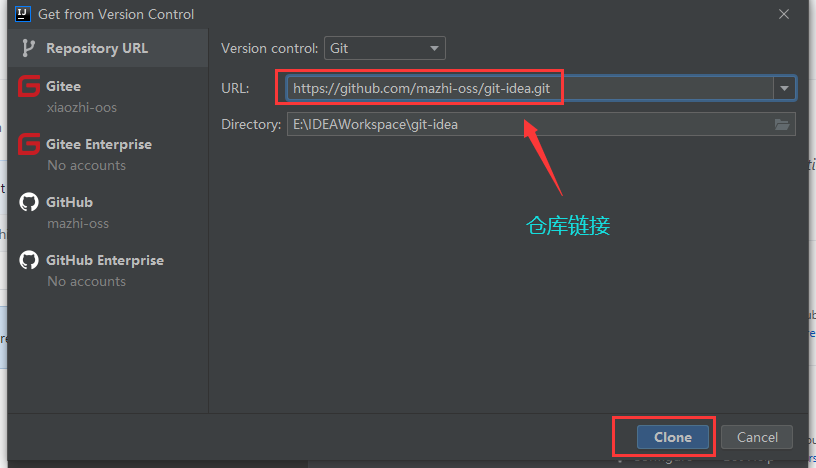 Get from Version Control
Repository URL
Gitee
xiaozhi-oos
Gitee Enterprise
No accounts
GitHub
mazhi-oss
GitHub Enterprise
No accounts
Version control: Git
URL: https://github.com/mazhi-oss/git-idea.git
Directory: E:\IDEAWorkspace\git-idea
仓库链接
Clone
Cancel